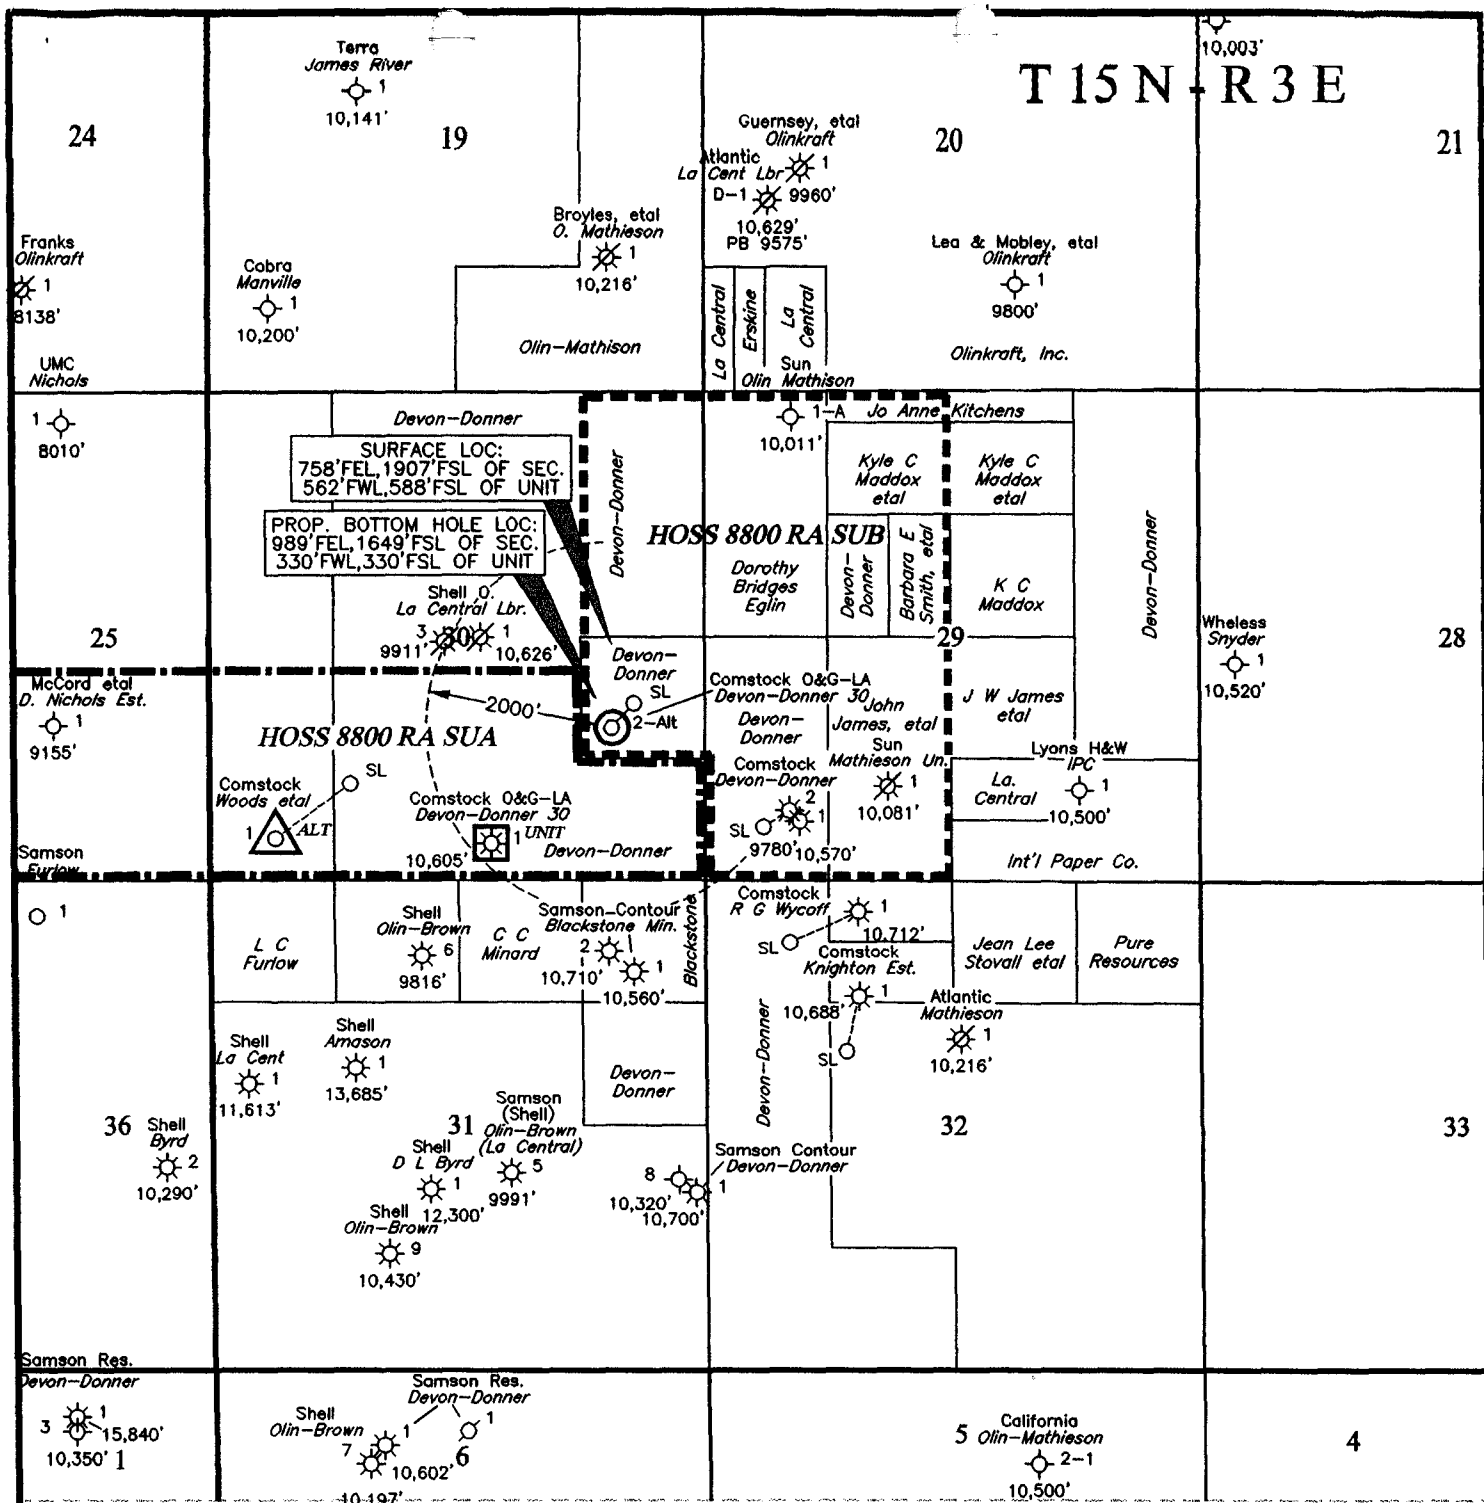 T 15 N - R 3 E
10,003'
Terra
James River
1
10,141'
24
19
20
21
Guernsey, etal
Olinkraft
1
9960'
Atlantic
La Cent Lbr
D-1
10,629'
PB 9575'
Broyles, etal
O. Mathieson
1
10,216'
Franks
Olinkraft
1
8138'
Cobra
Manville
1
10,200'
Lea & Mobley, etal
Olinkraft
1
9800'
La Central
Erskine
La Central
Olin-Mathison
Olinkraft, Inc.
UMC
Nichols
1
8010'
Sun
Olin Mathison
1-A
10,011'
Jo Anne Kitchens
Devon-Donner
SURFACE LOC:
758'FEL,1907'FSL OF SEC.
562'FWL,588'FSL OF UNIT
PROP. BOTTOM HOLE LOC:
989'FEL,1649'FSL OF SEC.
330'FWL,330'FSL OF UNIT
Devon-Donner
Kyle C
Maddox
etal
Kyle C
Maddox
etal
HOSS 8800 RA SUB
Dorothy
Bridges
Eglin
Devon-
Donner
Barbara E
Smith, etal
K C
Maddox
Devon-Donner
Shell O.
La Central Lbr.
3
9911'
30
1
10,626'
25
29
28
Wheless
Snyder
1
10,520'
Devon-
Donner
McCord etal
D. Nichols Est.
1
9155'
2000'
SL
2-Alt
Comstock O&G-LA
Devon-Donner 30
Devon-
Donner
John
James, etal
J W James
etal
HOSS 8800 RA SUA
Sun
Mathieson Un.
1
10,081'
Lyons H&W
IPC
1
10,500'
La.
Central
Comstock
Woods etal
1
ALT
SL
Comstock O&G-LA
Devon-Donner 30
1
UNIT
10,605'
Devon-Donner
Comstock
Devon-Donner
2
1
SL
9780'
10,570'
Int'l Paper Co.
Samson
Furlow
1
L C
Furlow
Shell
Olin-Brown
6
9816'
C C
Minard
Samson-Contour
Blackstone Min.
2
10,710'
1
10,560'
Blackstone
Comstock
R G Wycoff
1
10,712'
SL
Comstock
Knighton Est.
1
10,688'
SL
Jean Lee
Stovall etal
Pure
Resources
Atlantic
Mathieson
1
10,216'
Shell
La Cent
1
11,613'
Shell
Amason
1
13,685'
Devon-
Donner
Devon-Donner
36
31
32
33
Shell
Byrd
2
10,290'
Samson
(Shell)
Olin-Brown
(La Central)
5
9991'
Shell
D L Byrd
1
12,300'
Shell
Olin-Brown
9
10,430'
Samson Contour
Devon-Donner
8
10,320'
1
10,700'
Samson Res.
Devon-Donner
1
15,840'
3
10,350'
1
Samson Res.
Devon-Donner
1
1
Shell
Olin-Brown
7
10,602'
10,197'
6
5
California
Olin-Mathieson
2-1
10,500'
4